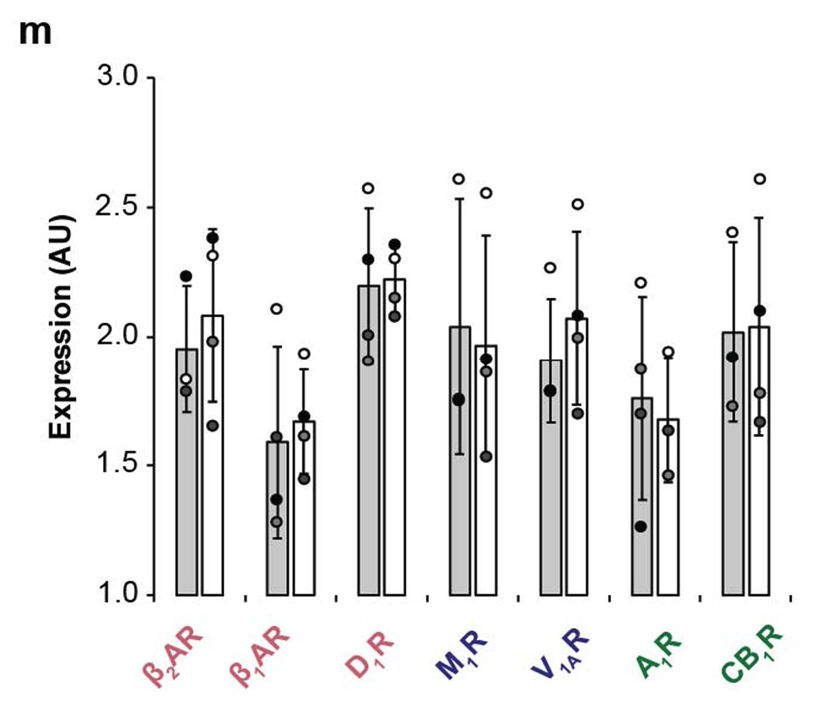 m
3.0
2.5
2.0
1.5
1.0
Expression (AU)
β₂AR
β₁AR
D₁R
M₁R
V₁ₐR
A₁R
CB₁R